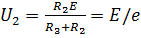 U₂ = R₂E / (R₃+R₂) = E/e